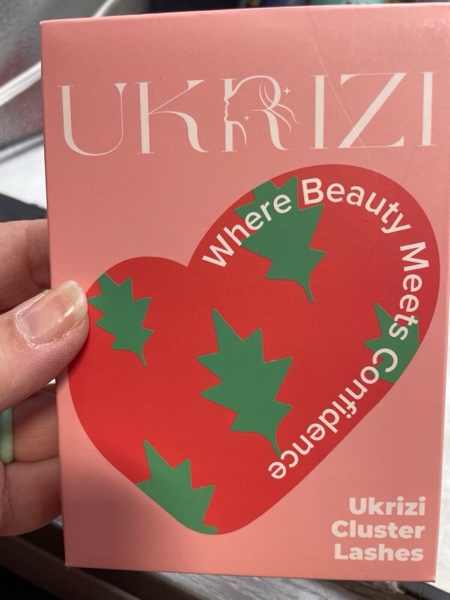 UKRIZI
Where Beauty Meets Confidence
Ukrizi
Cluster
Lashes